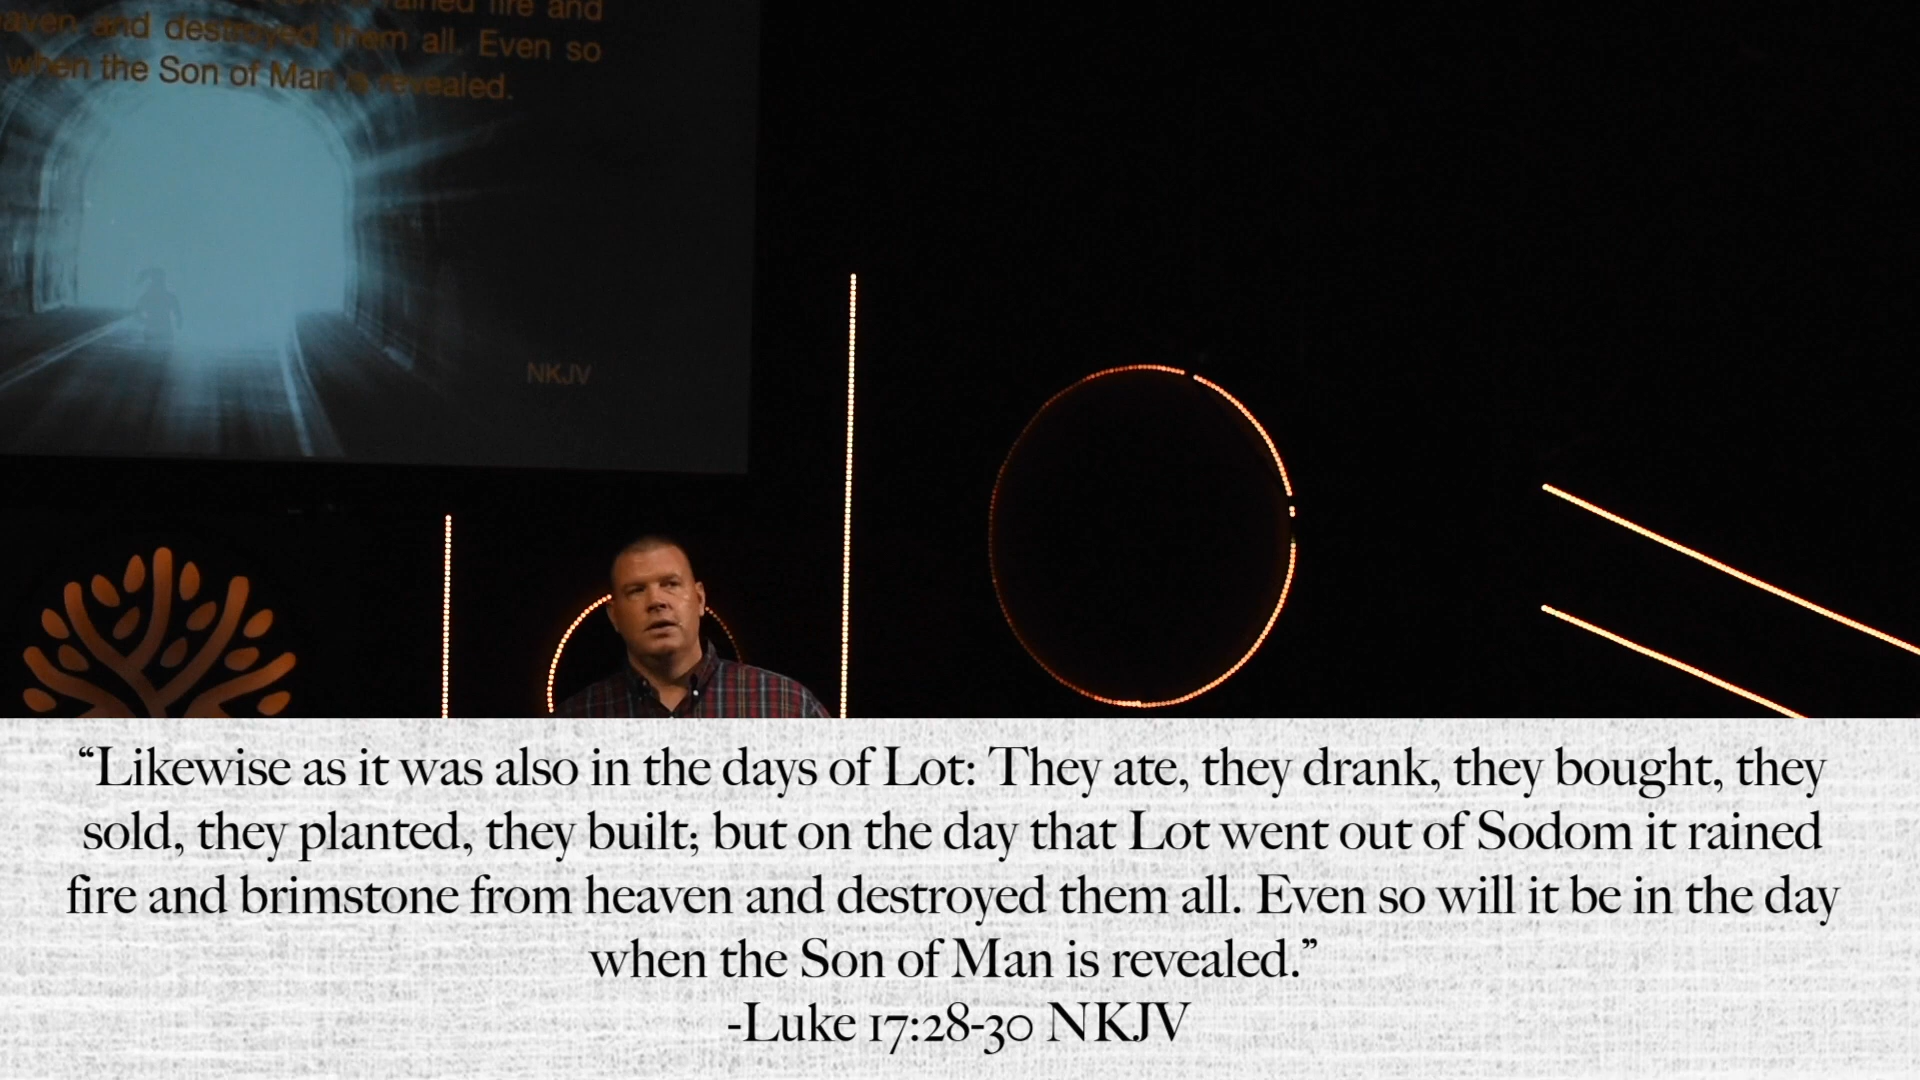 rained fire and
and destroyed them all. Even so
when the Son of Man is revealed.
NKJV
“Likewise as it was also in the days of Lot: They ate, they drank, they bought, they
sold, they planted, they built; but on the day that Lot went out of Sodom it rained
fire and brimstone from heaven and destroyed them all. Even so will it be in the day
when the Son of Man is revealed.”
-Luke 17:28-30 NKJV